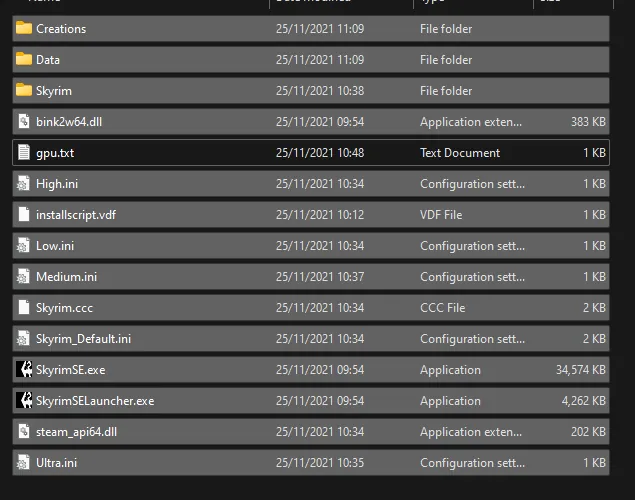 Name Date modified Type Size
Creations 25/11/2021 11:09 File folder
Data 25/11/2021 11:09 File folder
Skyrim 25/11/2021 10:38 File folder
bink2w64.dll 25/11/2021 09:54 Application exten... 383 KB
gpu.txt 25/11/2021 10:48 Text Document 1 KB
High.ini 25/11/2021 10:34 Configuration sett... 1 KB
installscript.vdf 25/11/2021 10:12 VDF File 1 KB
Low.ini 25/11/2021 10:34 Configuration sett... 1 KB
Medium.ini 25/11/2021 10:37 Configuration sett... 1 KB
Skyrim.ccc 25/11/2021 10:34 CCC File 2 KB
Skyrim_Default.ini 25/11/2021 10:34 Configuration sett... 2 KB
SkyrimSE.exe 25/11/2021 09:54 Application 34,574 KB
SkyrimSELauncher.exe 25/11/2021 09:54 Application 4,262 KB
steam_api64.dll 25/11/2021 10:34 Application exten... 202 KB
Ultra.ini 25/11/2021 10:35 Configuration sett... 1 KB